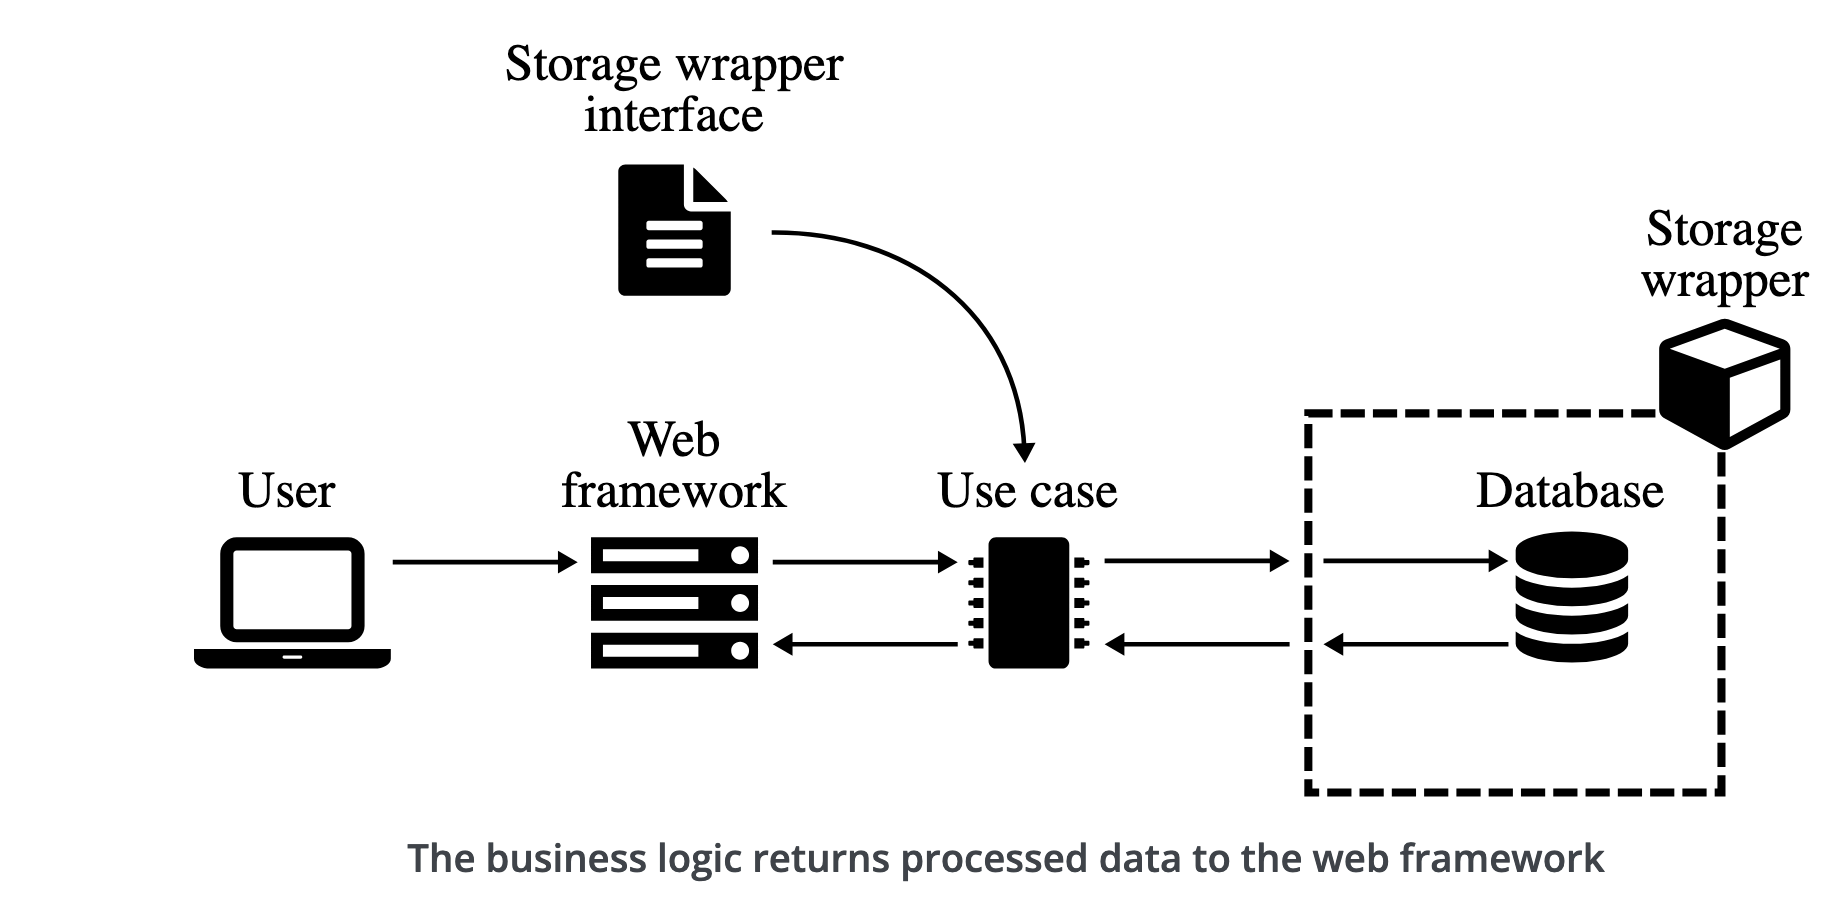 Storage wrapper
interface
Storage
wrapper
Web
framework
User
Use case
Database
The business logic returns processed data to the web framework